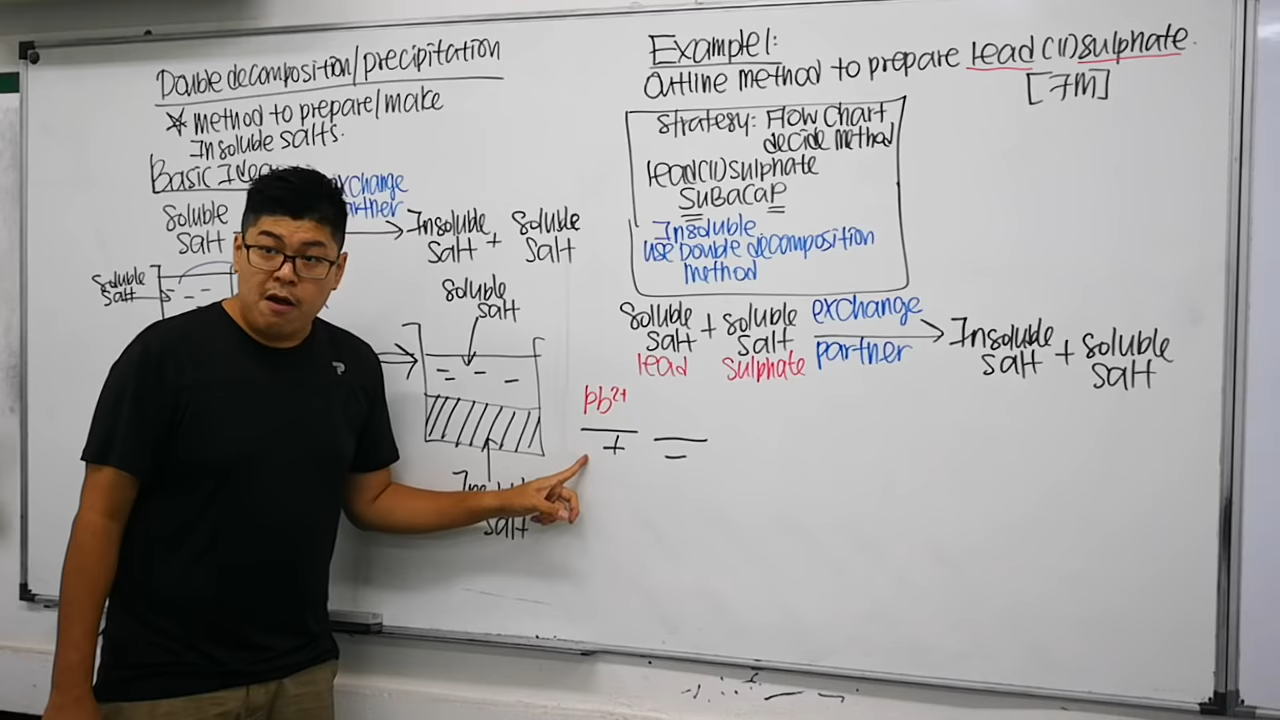 Double decomposition/precipitation
* method to prepare/make
Insoluble salts.
Basic Idea
Soluble
salt
exchange
partner
Insoluble
salt
+
Soluble
Salt
Soluble
Salt
Soluble
salt
salt
Example 1:
Outline method to prepare lead(II)sulphate.
[7M]
Strategy: Flow Chart
decide method
lead(II)sulphate
SuBaCaP
Insoluble
use Double decomposition
method
Soluble
salt
lead
+
Soluble
salt
sulphate
exchange
partner
Insoluble
salt
+
Soluble
salt
Pb2+
+
−